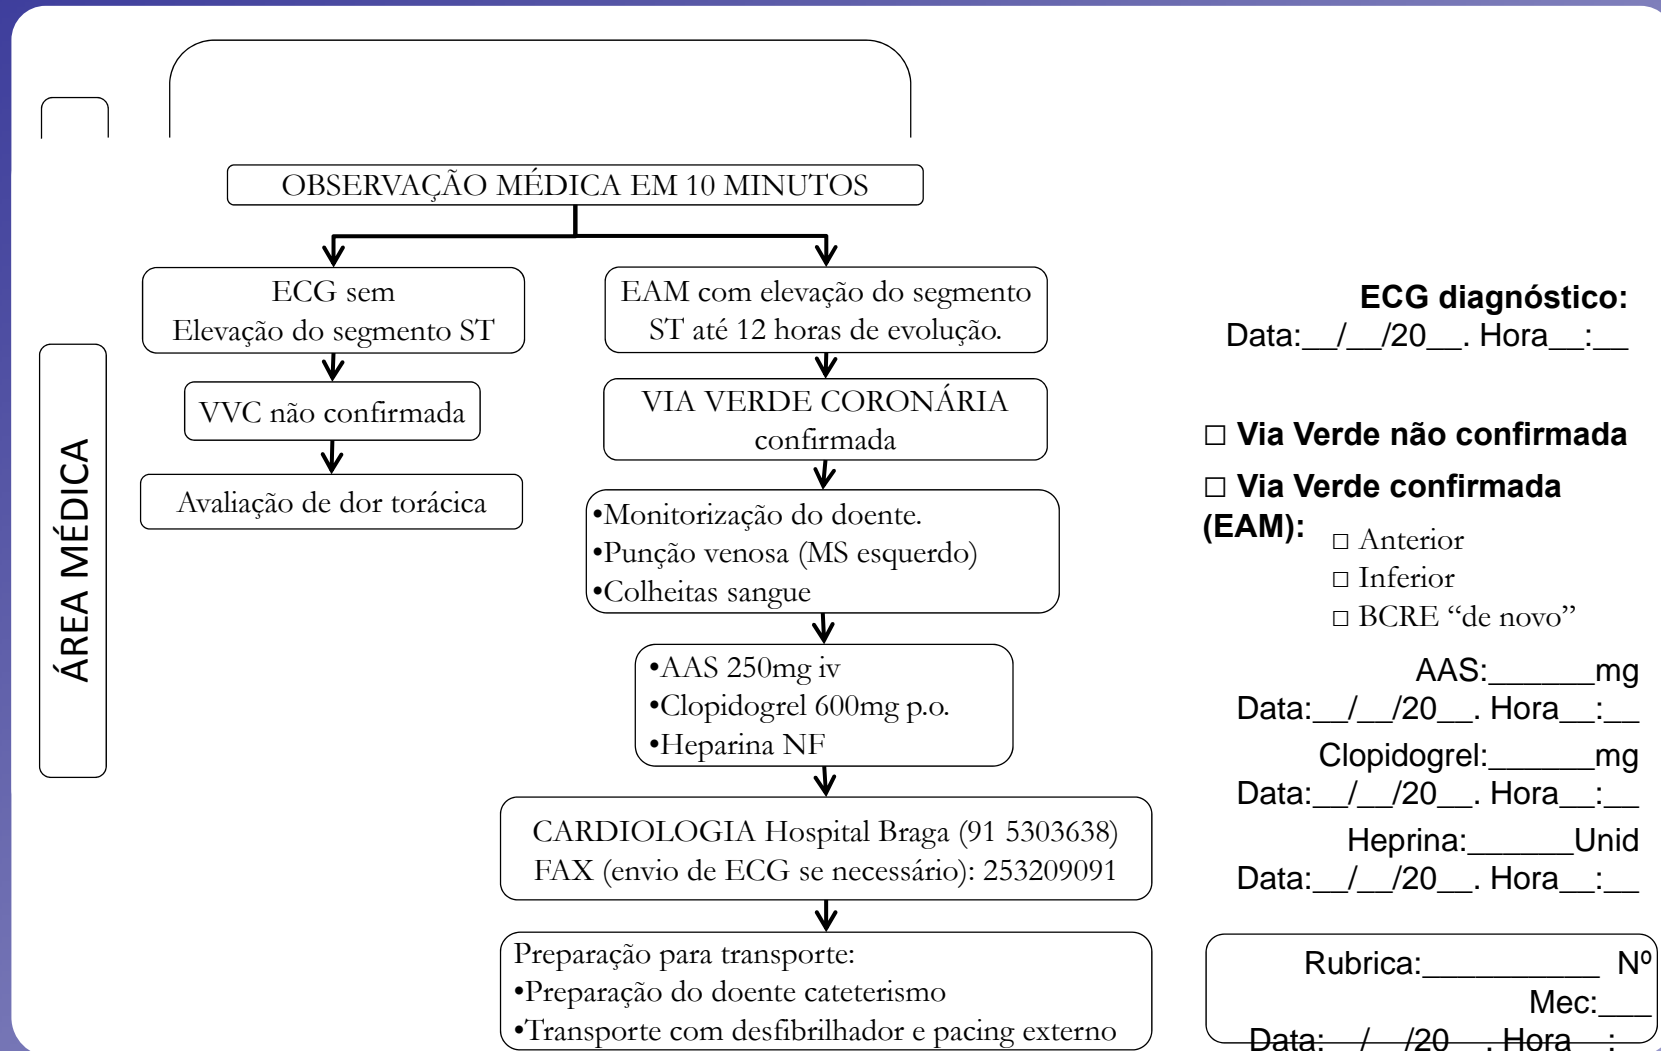 OBSERVAÇÃO MÉDICA EM 10 MINUTOS
ECG sem
Elevação do segmento ST
VVC não confirmada
Avaliação de dor torácica
EAM com elevação do segmento
ST até 12 horas de evolução.
VIA VERDE CORONÁRIA
confirmada
•Monitorização do doente.
•Punção venosa (MS esquerdo)
•Colheitas sangue
•AAS 250mg iv
•Clopidogrel 600mg p.o.
•Heparina NF
CARDIOLOGIA Hospital Braga (91 5303638)
FAX (envio de ECG se necessário): 253209091
Preparação para transporte:
•Preparação do doente cateterismo
•Transporte com desfibrilhador e pacing externo
ÁREA MÉDICA
ECG diagnóstico:
Data:__/__/20__. Hora__:__
□ Via Verde não confirmada
□ Via Verde confirmada
(EAM):
□ Anterior
□ Inferior
□ BCRE “de novo”
AAS:______mg
Data:__/__/20__. Hora__:__
Clopidogrel:______mg
Data:__/__/20__. Hora__:__
Heprina:______Unid
Data:__/__/20__. Hora__:__
Rubrica:__________ Nº
Mec:___
Data:__/__/20__. Hora__:__